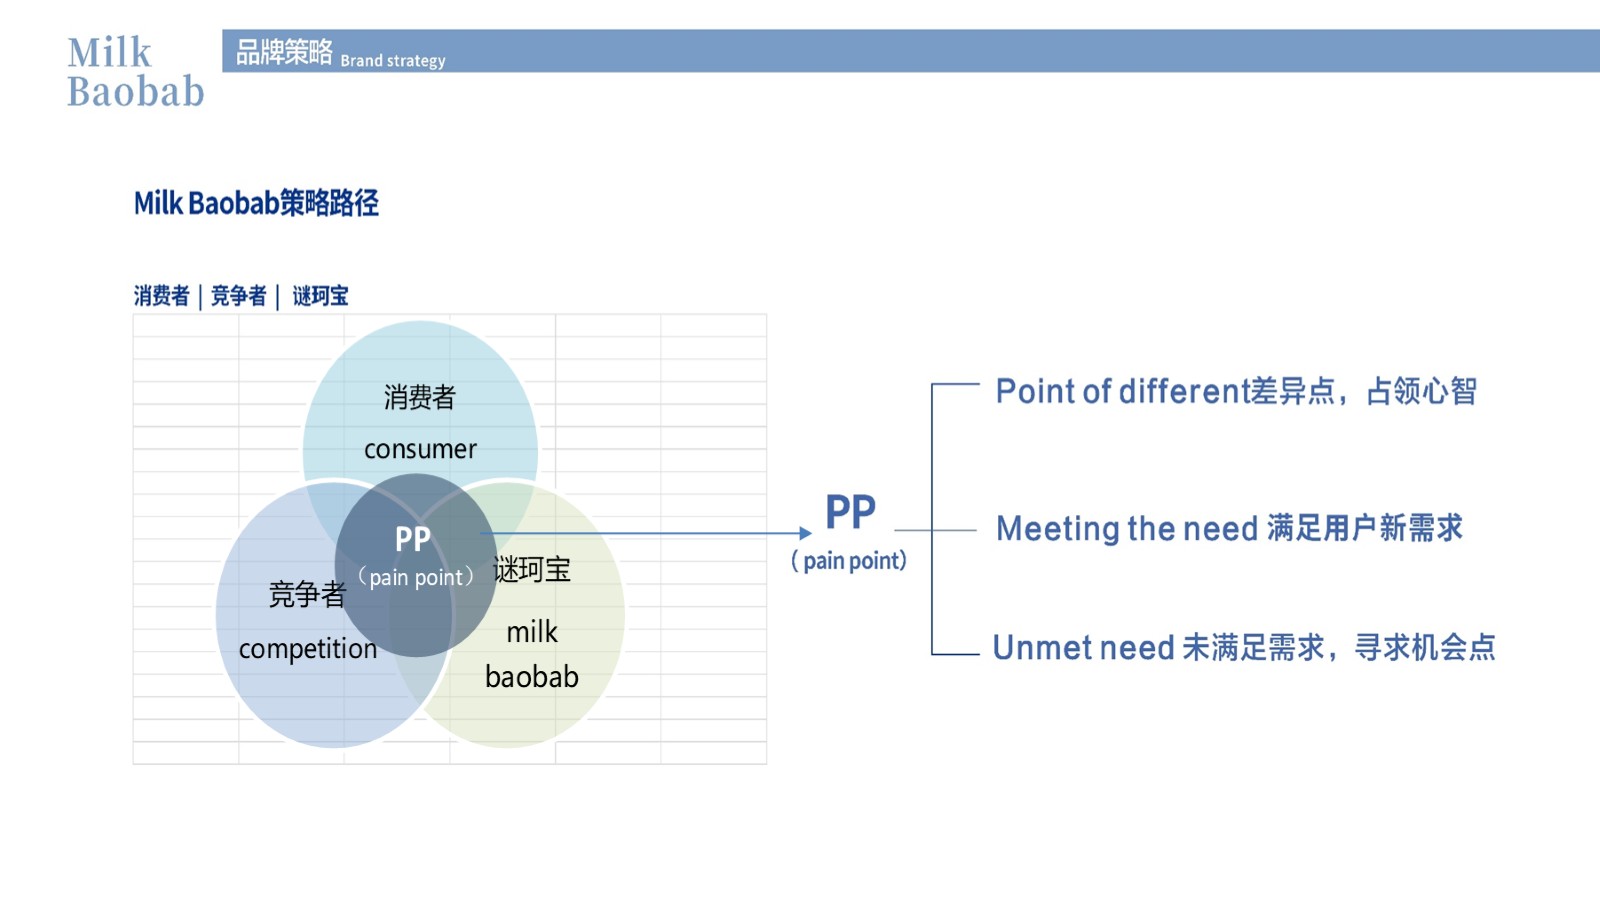 Milk
Baobab
品牌策略 Brand strategy
Milk Baobab策略路径
消费者｜竞争者｜ 谜珂宝
消费者
consumer
PP
（pain point）
竞争者
competition
谜珂宝
milk
baobab
PP
( pain point)
Point of different差异点，占领心智
Meeting the need 满足用户新需求
Unmet need 未满足需求，寻求机会点